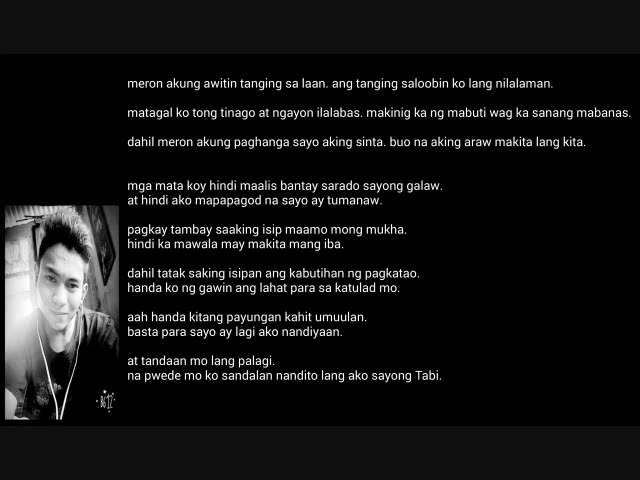 meron akung awitin tanging sa laan. ang tanging saloobin ko lang nilalaman.
matagal ko tong tinago at ngayon ilalabas. makinig ka ng mabuti wag ka sanang mabanas.
dahil meron akung paghanga sayo aking sinta. buo na aking araw makita lang kita.
mga mata koy hindi maalis bantay sarado sayong galaw.
at hindi ako mapapagod na sayo ay tumanaw.
pagkay tambay saaking isip maamo mong mukha.
hindi ka mawala may makita mang iba.
dahil tatak saking isipan ang kabutihan ng pagkatao.
handa ko ng gawin ang lahat para sa katulad mo.
aah handa kitang payungan kahit umuulan.
basta para sayo ay lagi ako nandiyaan.
at tandaan mo lang palagi.
na pwede mo ko sandalan nandito lang ako sayong Tabi.